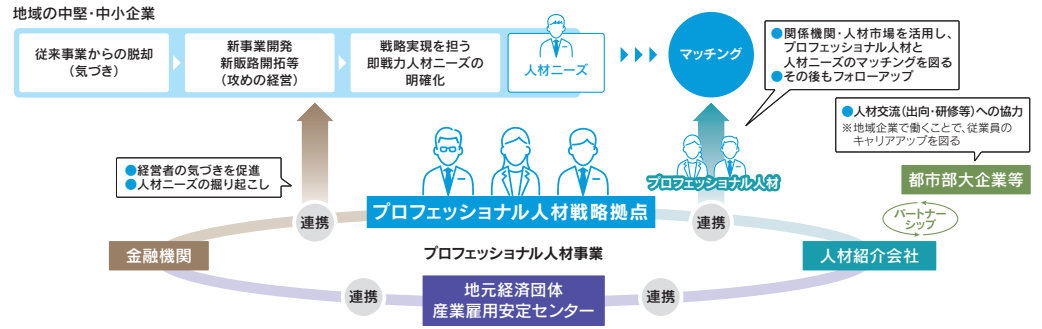 地域の中堅・中小企業
従来事業からの脱却
（気づき）
新事業開発
新販路開拓等
（攻めの経営）
戦略実現を担う
即戦力人材ニーズの
明確化
人材ニーズ
マッチング
●関係機関・人材市場を活用し、
プロフェッショナル人材と
人材ニーズのマッチングを図る
●その後もフォローアップ
●人材交流（出向・研修等）への協力
※地域企業で働くことで、従業員の
キャリアアップを図る
都市部大企業等
●経営者の気づきを促進
●人材ニーズの掘り起こし
プロフェッショナル人材
プロフェッショナル人材戦略拠点
連携
連携
パートナー
シップ
金融機関
プロフェッショナル人材事業
人材紹介会社
連携
地元経済団体
産業雇用安定センター
連携